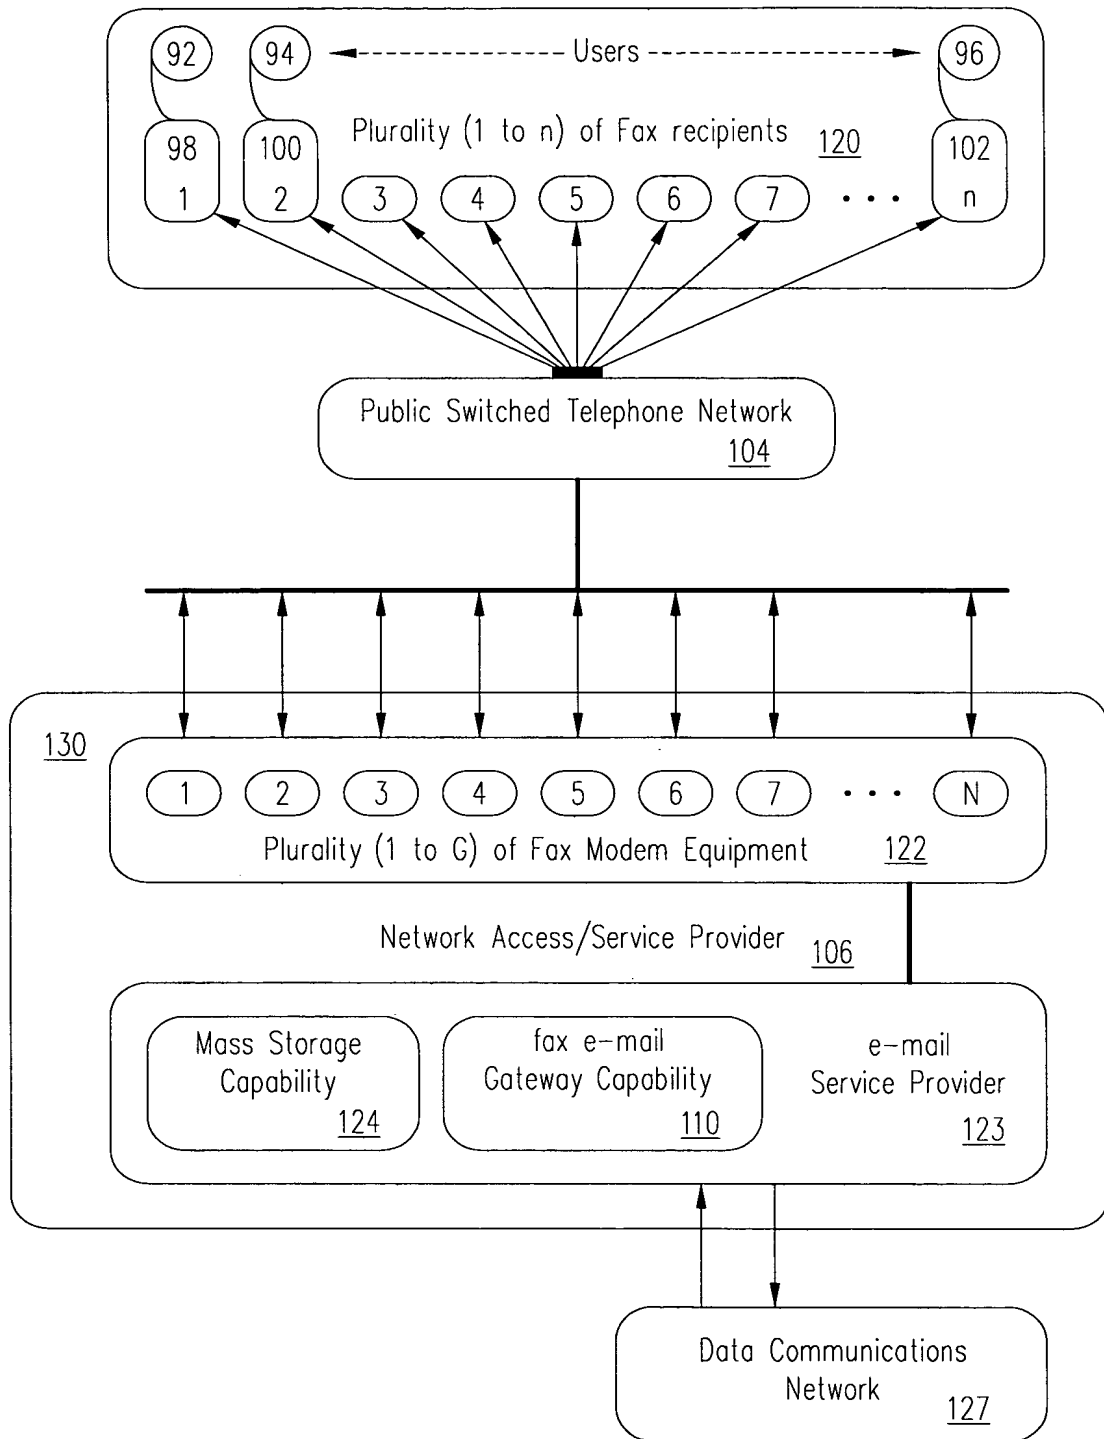 92 94 Users 96
Plurality (1 to n) of Fax recipients 120
98 100 102
1 2 3 4 5 6 7 ... n
Public Switched Telephone Network
104
130
1 2 3 4 5 6 7 ... N
Plurality (1 to G) of Fax Modem Equipment 122
Network Access/Service Provider 106
Mass Storage
Capability
124
fax e-mail
Gateway Capability
110
e-mail
Service Provider
123
Data Communications
Network
127